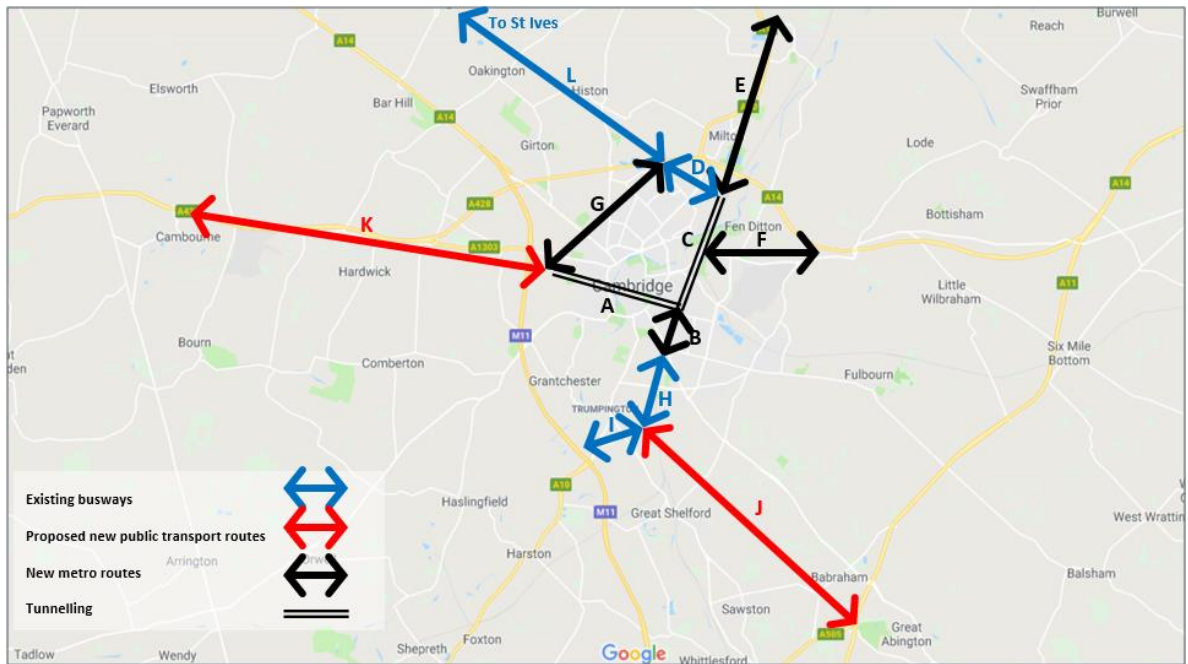 To St Ives
Burwell
Reach
A14
Oakington
L
Elsworth
Histon
E
Swaffham
Prior
Bar Hill
Papworth
Everard
A14
Milto
Girton
Lode
D
A14
A14
G
A428
Bottisham
Fen Ditton
K
C
F
Cambourne
A1303
Hardwick
Cambridge
Little
Wilbraham
A11
A
M11
B
Bourn
Six Mile
Bottom
Comberton
Grantchester
Fulbourn
H
TRUMPINGTON
I
Existing busways
A10
Haslingfield
M11
Great Shelford
J
West Wratting
Proposed new public transport routes
Harston
Arrington
New metro routes
Babraham
Balsham
Tunnelling
Sawston
Great
Abington
A505
Foxton
Tadlow
Wendy
Shepreth
Google
Whittlesford